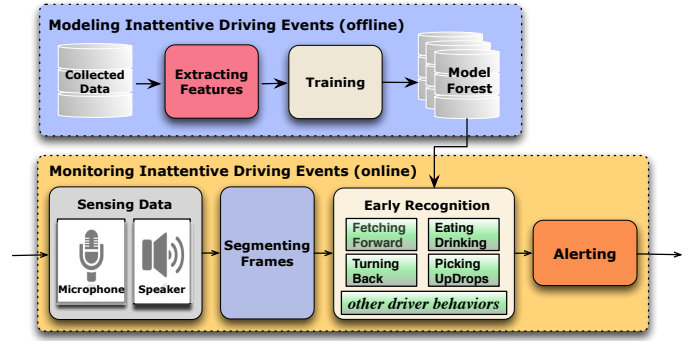 Modeling Inattentive Driving Events (offline)
Collected
Data
Extracting
Features
Training
Model
Forest
Monitoring Inattentive Driving Events (online)
Sensing Data
Microphone
Speaker
Segmenting
Frames
Early Recognition
Fetching
Forward
Eating
Drinking
Turning
Back
Picking
UpDrops
other driver behaviors
Alerting